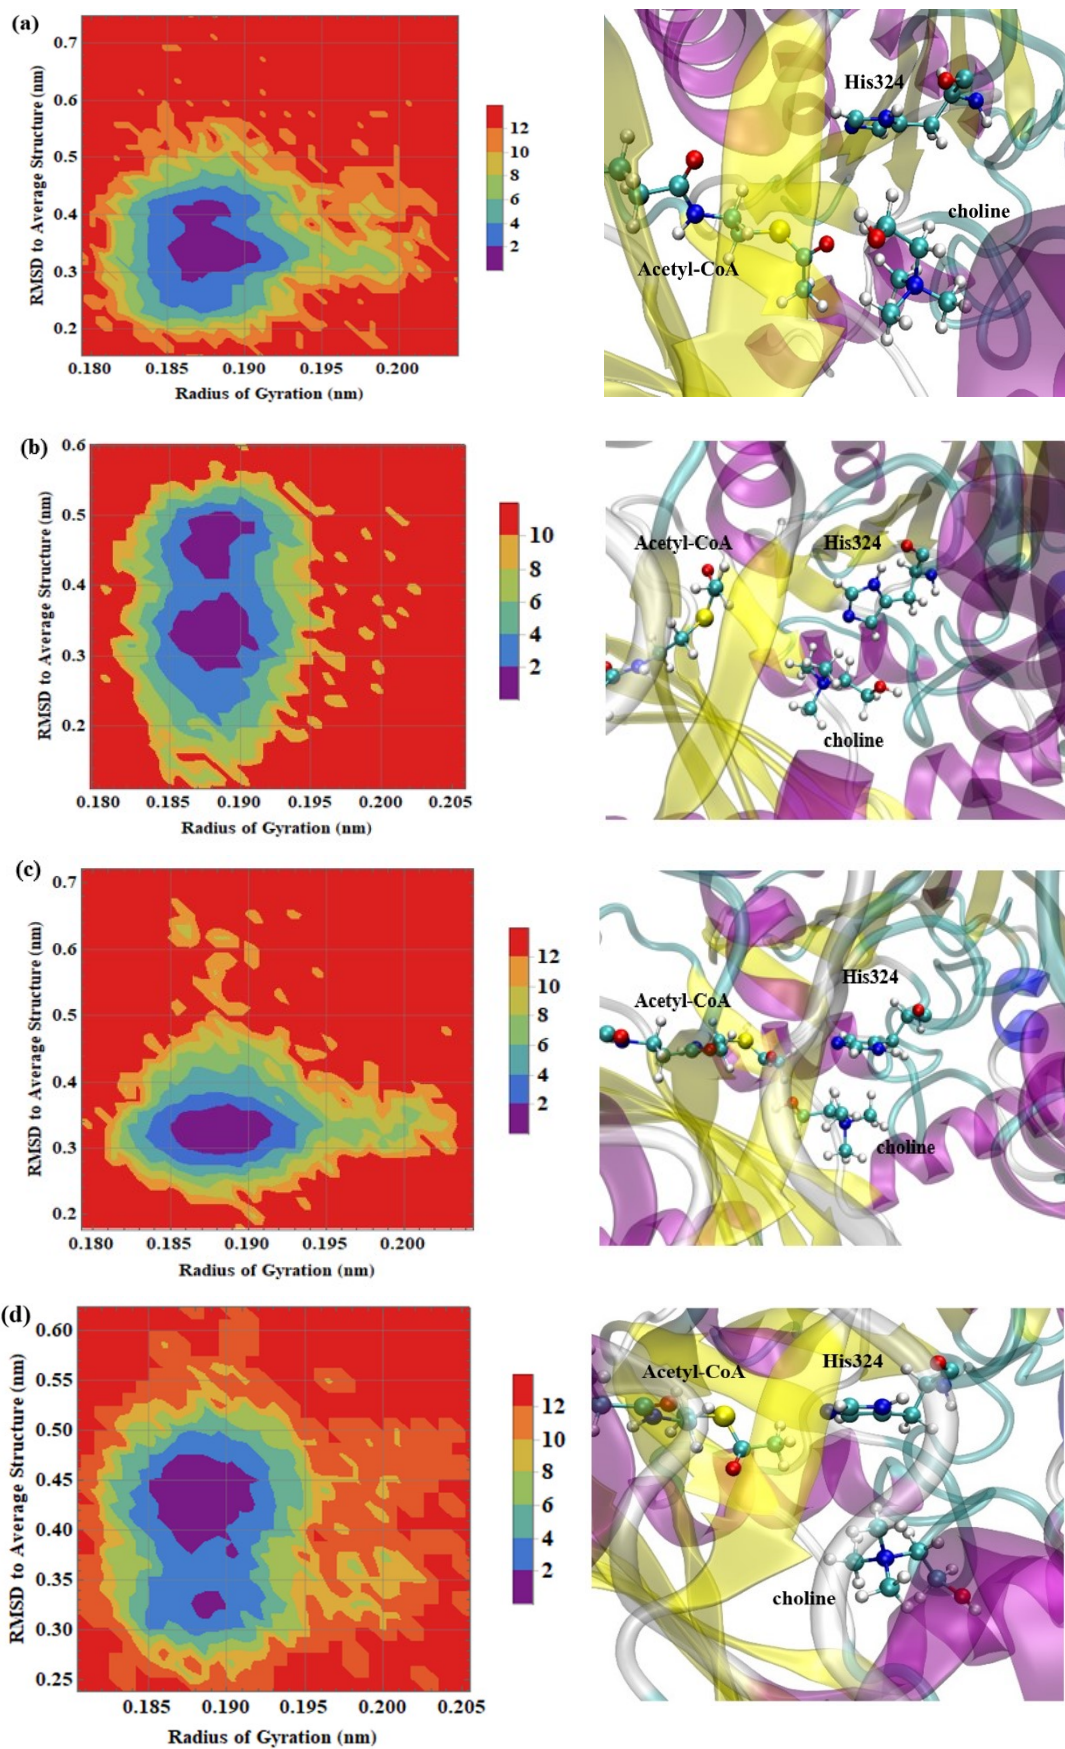 (a)
0.7
0.6
0.5
0.4
0.3
0.2
RMSD to Average Structure (nm)
0.180 0.185 0.190 0.195 0.200
Radius of Gyration (nm)
12
10
8
6
4
2
His324
choline
Acetyl-CoA
(b)
0.6
0.5
0.4
0.3
0.2
RMSD to Average Structure (nm)
0.180 0.185 0.190 0.195 0.200 0.205
Radius of Gyration (nm)
10
8
6
4
2
Acetyl-CoA
His324
choline
(c)
0.7
0.6
0.5
0.4
0.3
0.2
RMSD to Average Structure (nm)
0.180 0.185 0.190 0.195 0.200
Radius of Gyration (nm)
12
10
8
6
4
2
His324
Acetyl-CoA
choline
(d)
0.60
0.55
0.50
0.45
0.40
0.35
0.30
0.25
RMSD to Average Structure (nm)
0.185 0.190 0.195 0.200 0.205
Radius of Gyration (nm)
12
10
8
6
4
2
His324
Acetyl-CoA
choline